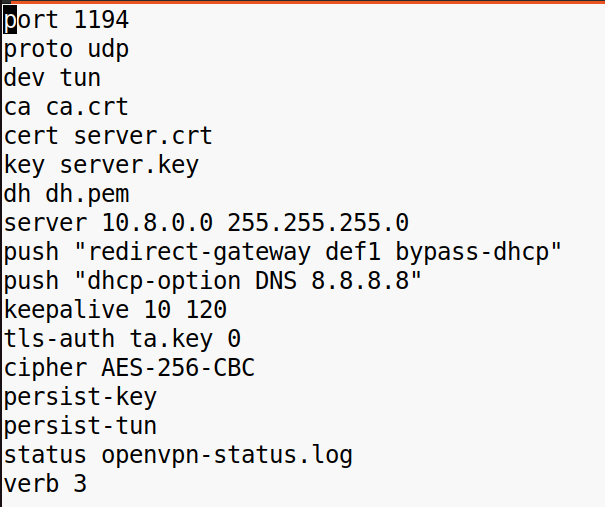 port 1194
proto udp
dev tun
ca ca.crt
cert server.crt
key server.key
dh dh.pem
server 10.8.0.0 255.255.255.0
push "redirect-gateway def1 bypass-dhcp"
push "dhcp-option DNS 8.8.8.8"
keepalive 10 120
tls-auth ta.key 0
cipher AES-256-CBC
persist-key
persist-tun
status openvpn-status.log
verb 3